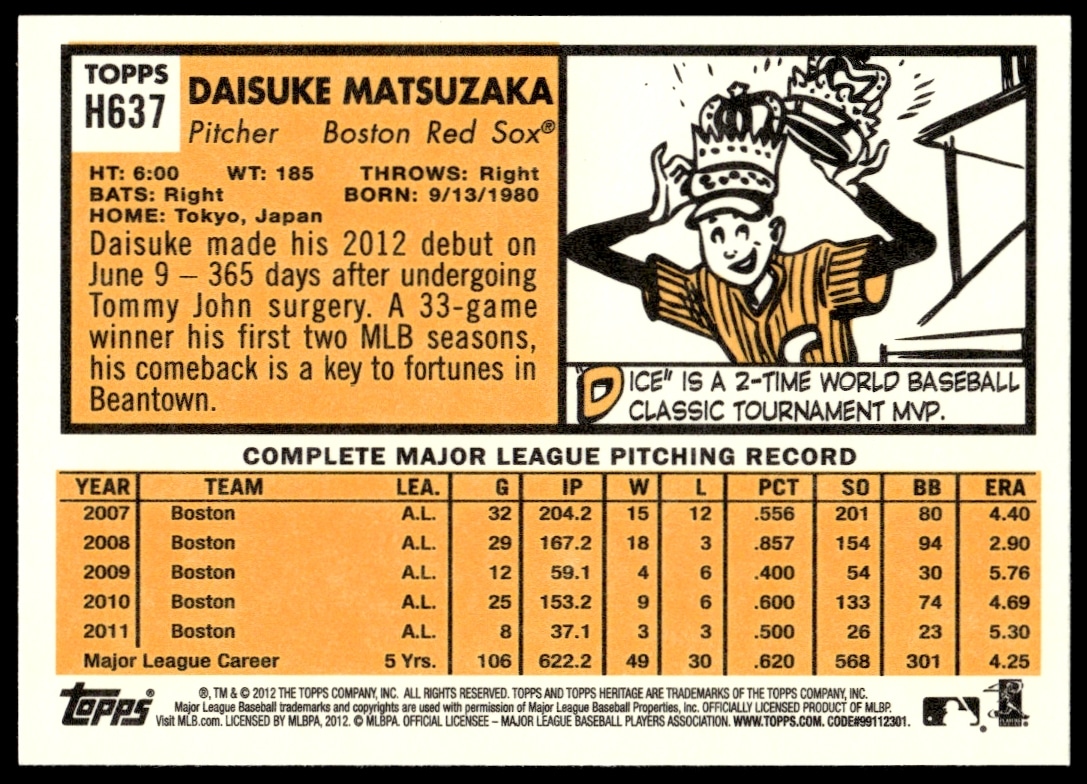 TOPPS
H637
DAISUKE MATSUZAKA
Pitcher Boston Red Sox®
HT: 6:00 WT: 185 THROWS: Right
BATS: Right BORN: 9/13/1980
HOME: Tokyo, Japan
Daisuke made his 2012 debut on
June 9 – 365 days after undergoing
Tommy John surgery. A 33-game
winner his first two MLB seasons,
his comeback is a key to fortunes in
Beantown.
"D ICE" IS A 2-TIME WORLD BASEBALL
CLASSIC TOURNAMENT MVP.
COMPLETE MAJOR LEAGUE PITCHING RECORD
YEAR TEAM LEA. G IP W L PCT SO BB ERA
2007 Boston A.L. 32 204.2 15 12 .556 201 80 4.40
2008 Boston A.L. 29 167.2 18 3 .857 154 94 2.90
2009 Boston A.L. 12 59.1 4 6 .400 54 30 5.76
2010 Boston A.L. 25 153.2 9 6 .600 133 74 4.69
2011 Boston A.L. 8 37.1 3 3 .500 26 23 5.30
Major League Career 5 Yrs. 106 622.2 49 30 .620 568 301 4.25
topps®
®, TM & © 2012 THE TOPPS COMPANY, INC. ALL RIGHTS RESERVED. TOPPS AND TOPPS HERITAGE ARE TRADEMARKS OF THE TOPPS COMPANY, INC.
Major League Baseball trademarks and copyrights are used with permission of Major League Baseball Properties, Inc. OFFICIALLY LICENSED PRODUCT OF MLBP.
Visit MLB.com. LICENSED BY MLBPA, 2012. © MLBPA. OFFICIAL LICENSEE – MAJOR LEAGUE BASEBALL PLAYERS ASSOCIATION. WWW.TOPPS.COM. CODE#99112301.